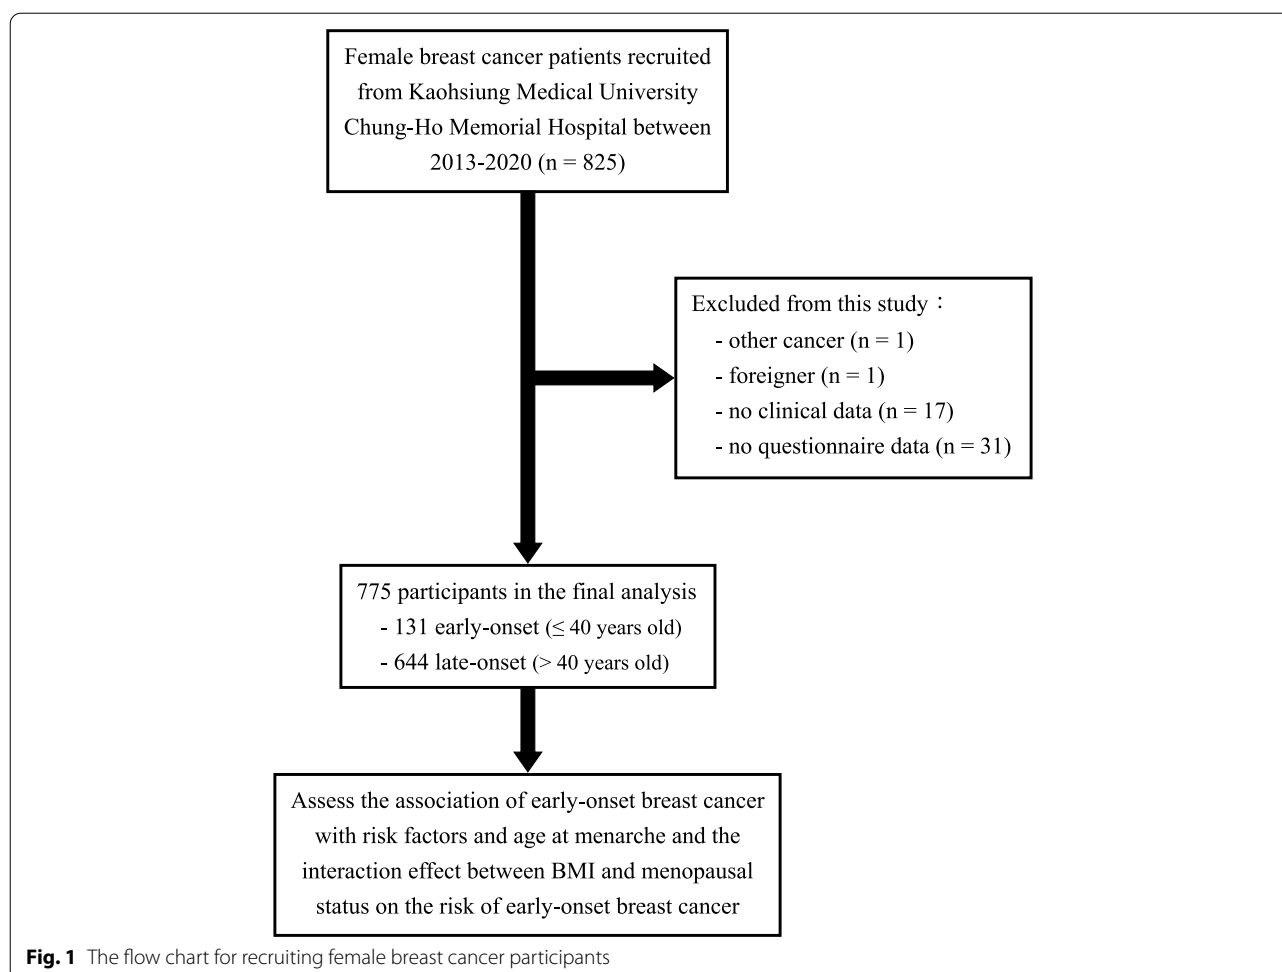 Female breast cancer patients recruited
from Kaohsiung Medical University
Chung-Ho Memorial Hospital between
2013-2020 (n = 825)
Excluded from this study：
- other cancer (n = 1)
- foreigner (n = 1)
- no clinical data (n = 17)
- no questionnaire data (n = 31)
775 participants in the final analysis
- 131 early-onset (≤ 40 years old)
- 644 late-onset (> 40 years old)
Assess the association of early-onset breast cancer
with risk factors and age at menarche and the
interaction effect between BMI and menopausal
status on the risk of early-onset breast cancer
Fig. 1 The flow chart for recruiting female breast cancer participants